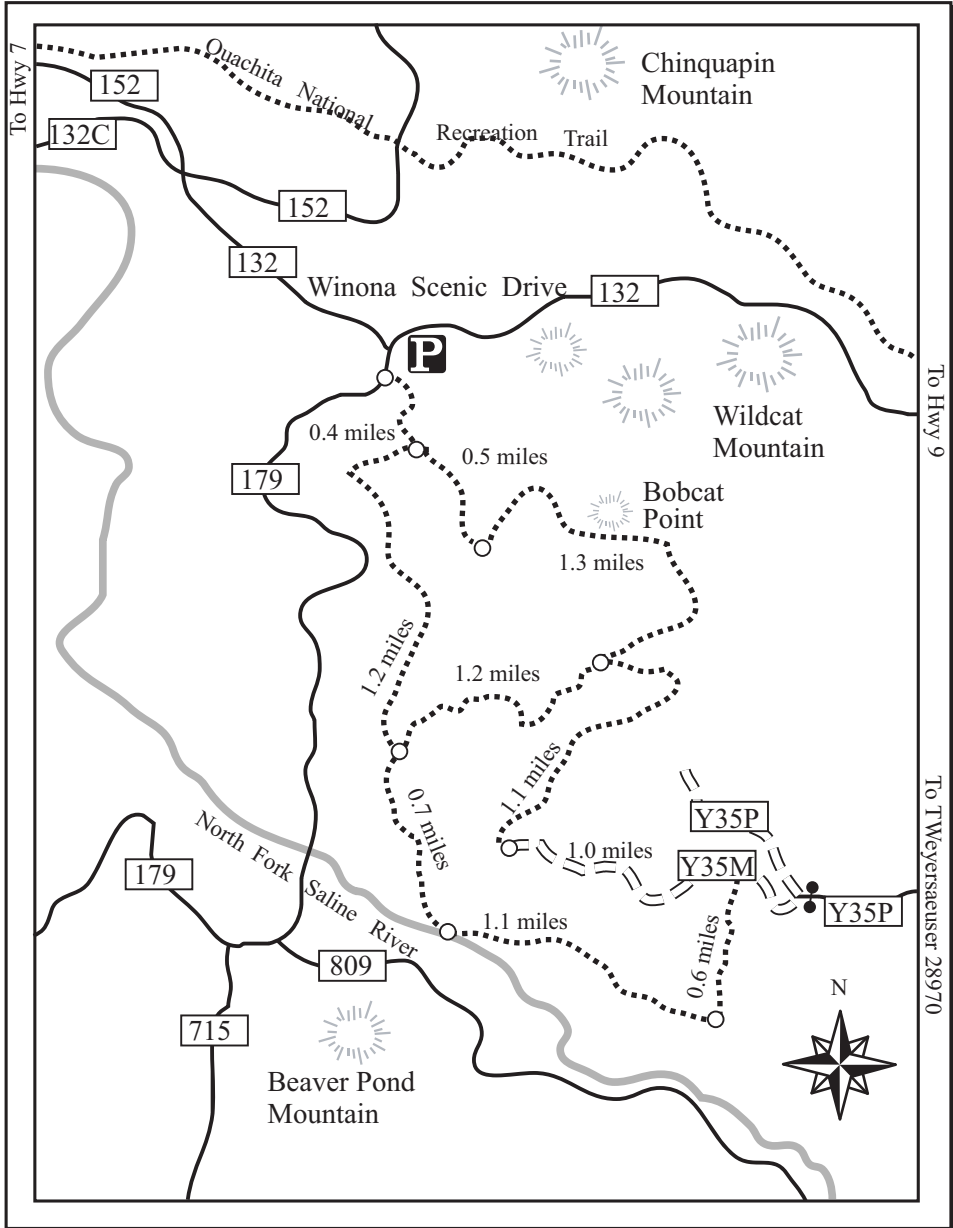 To Hwy 7
Ouachita National
Recreation Trail
Chinquapin
Mountain
152
132C
152
132
Winona Scenic Drive
132
P
Wildcat
Mountain
To Hwy 9
0.4 miles
0.5 miles
179
Bobcat
Point
1.3 miles
1.2 miles
1.2 miles
1.1 miles
0.7 miles
Y35P
1.0 miles
Y35M
Y35P
To TWeyersaeuser 28970
North Fork Saline River
179
1.1 miles
0.6 miles
809
715
Beaver Pond
Mountain
N